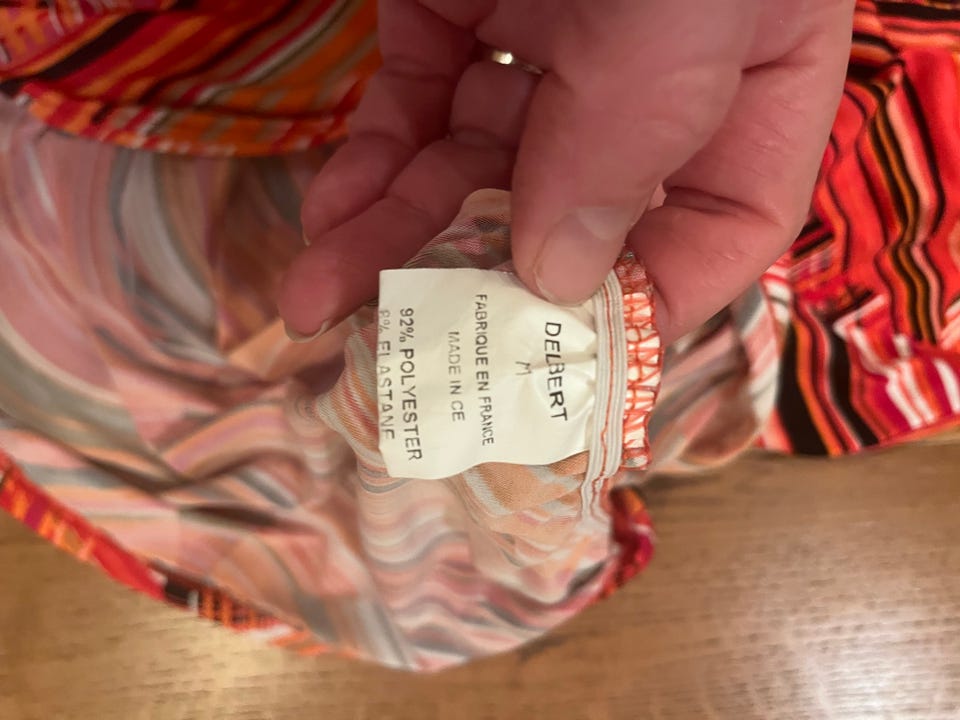 DELBERT
M
FABRIQUE EN FRANCE
MADE IN CE
92% POLYESTER
8% ELASTANE